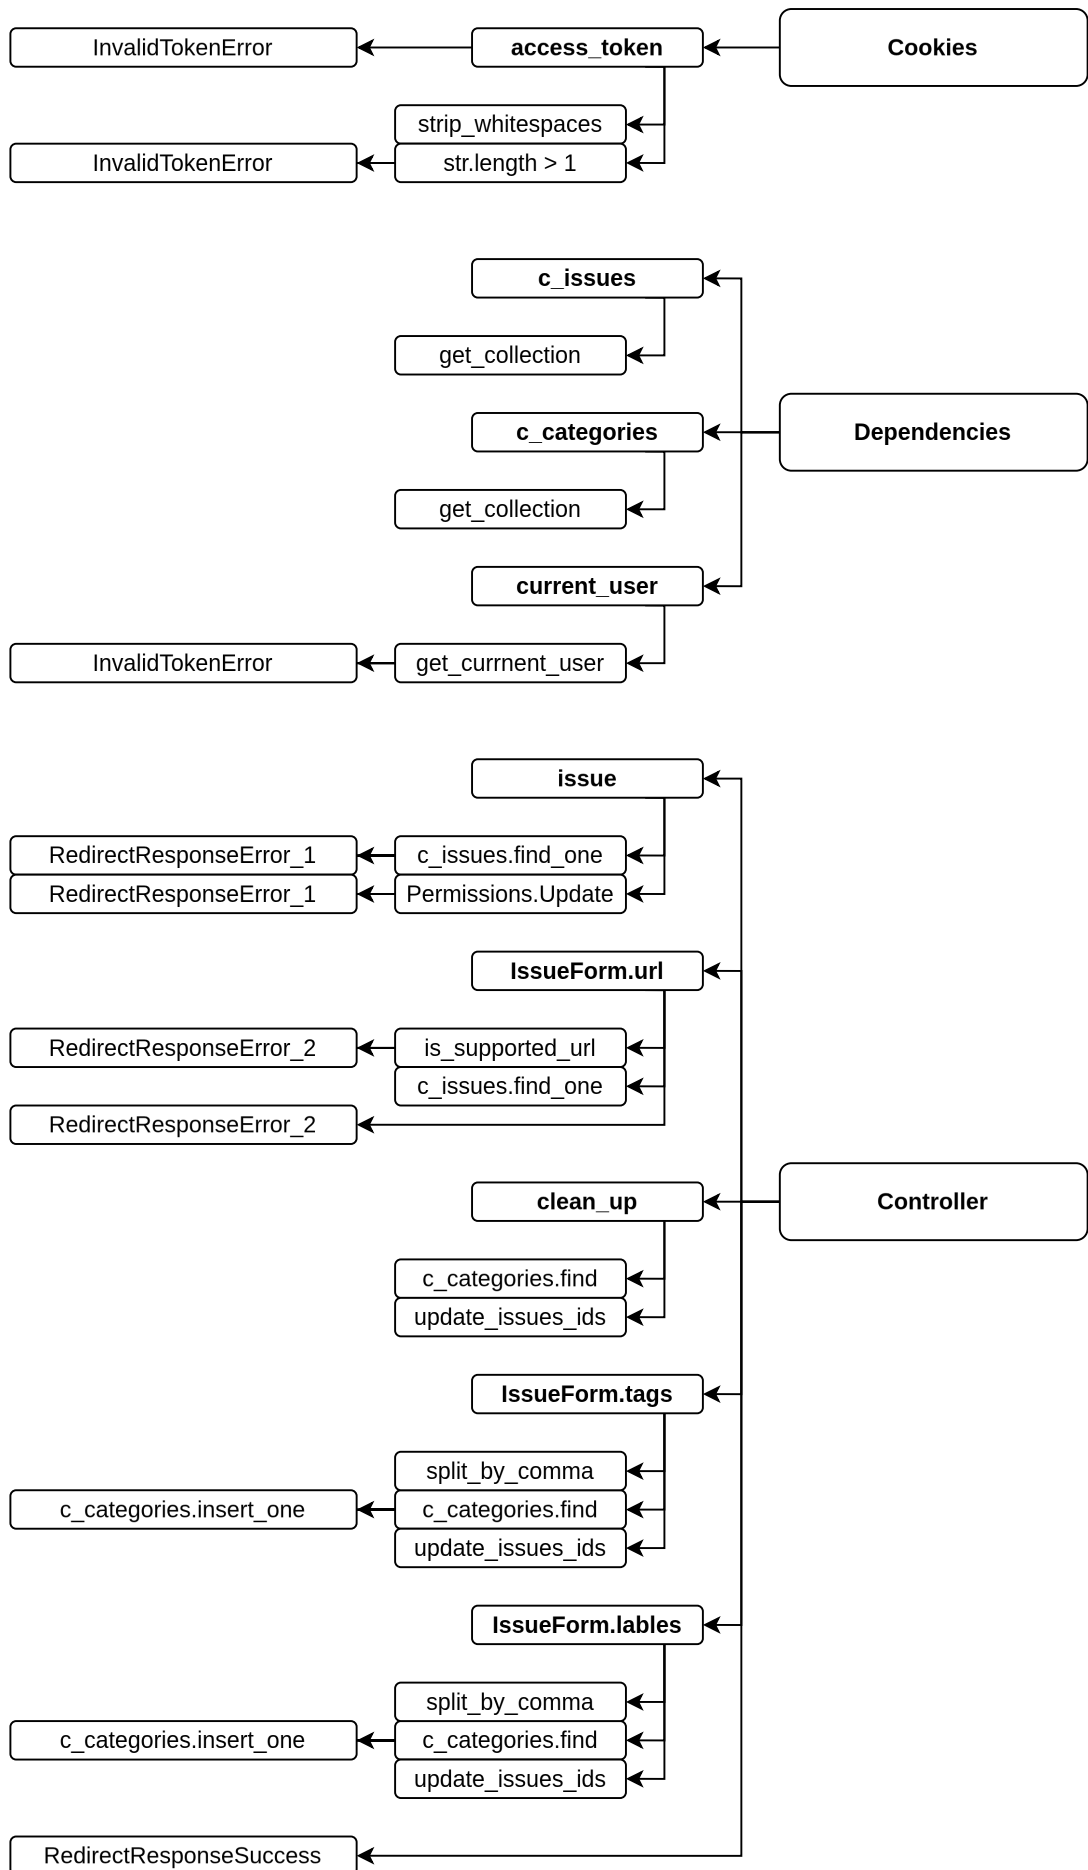 InvalidTokenError
access_token
Cookies
strip_whitespaces
InvalidTokenError
str.length > 1
c_issues
get_collection
c_categories
Dependencies
get_collection
current_user
InvalidTokenError
get_currnent_user
issue
RedirectResponseError_1
c_issues.find_one
RedirectResponseError_1
Permissions.Update
IssueForm.url
RedirectResponseError_2
is_supported_url
c_issues.find_one
RedirectResponseError_2
clean_up
Controller
c_categories.find
update_issues_ids
IssueForm.tags
split_by_comma
c_categories.insert_one
c_categories.find
update_issues_ids
IssueForm.lables
split_by_comma
c_categories.insert_one
c_categories.find
update_issues_ids
RedirectResponseSuccess